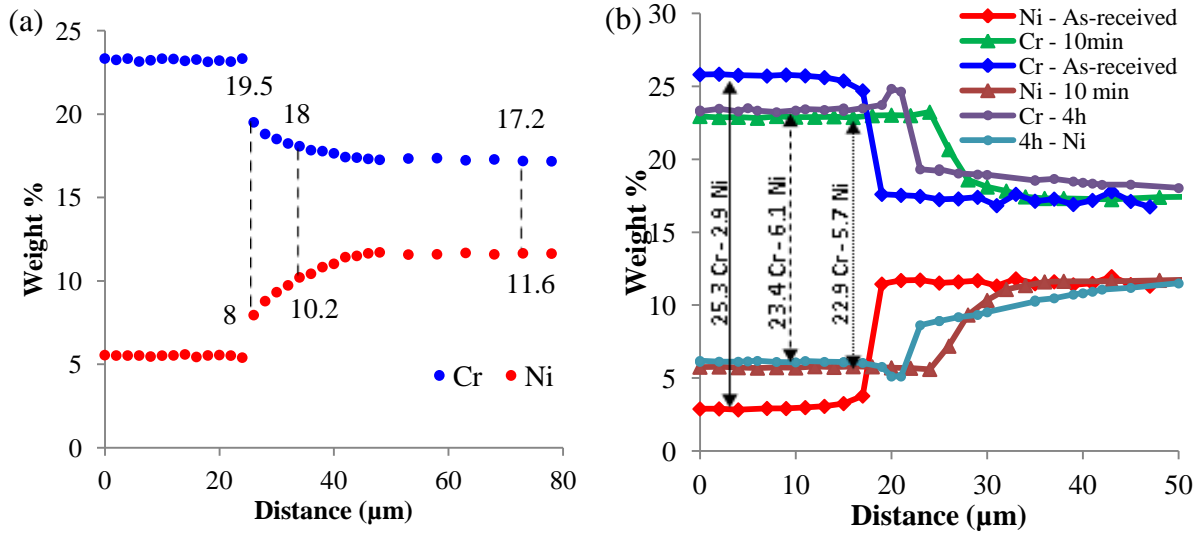 (a)
25
20
15
10
5
0
Weight %
19.5
18
17.2
8
10.2
11.6
Cr
Ni
0
20
40
60
80
Distance (µm)
(b)
35
30
25
20
15
10
5
0
Weight %
25.3 Cr-2.9 Ni
23.4 Cr-6.1 Ni
22.9 Cr-5.7 Ni
Ni - As-received
Cr - 10min
Cr - As-received
Ni - 10 min
Cr - 4h
4h - Ni
0
10
20
30
40
50
Distance (µm)